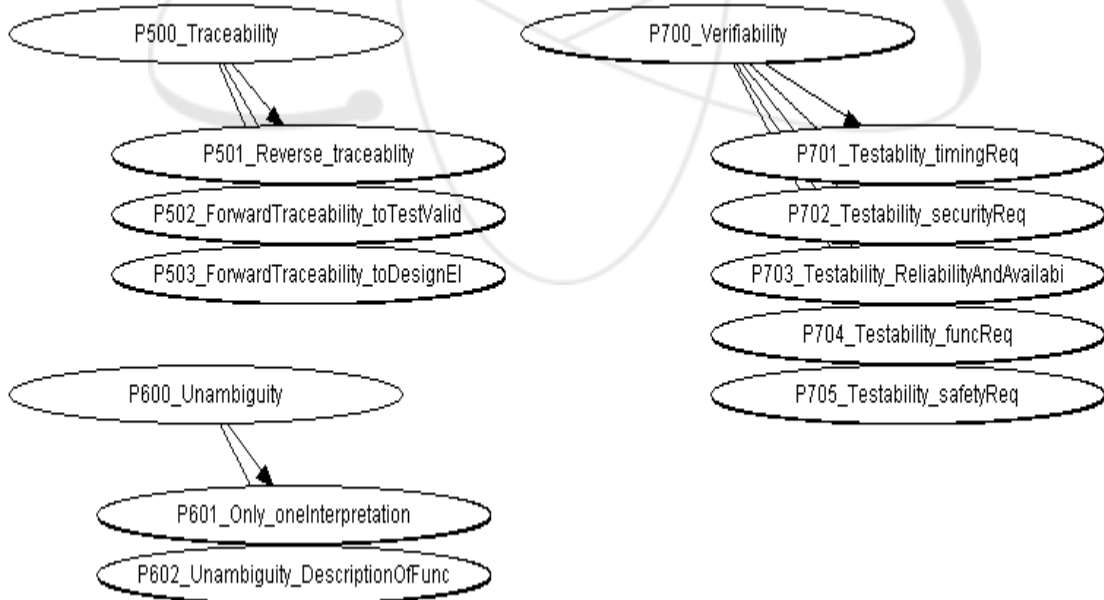 P500_Traceability
P501_Reverse_traceablity
P502_ForwardTraceability_toTestValid
P503_ForwardTraceability_toDesignEl
P600_Unambiguity
P601_Only_oneInterpretation
P602_Unambiguity_DescriptionOfFunc
P700_Verifiability
P701_Testablity_timingReq
P702_Testability_securityReq
P703_Testability_ReliabilityAndAvailabi
P704_Testability_funcReq
P705_Testability_safetyReq